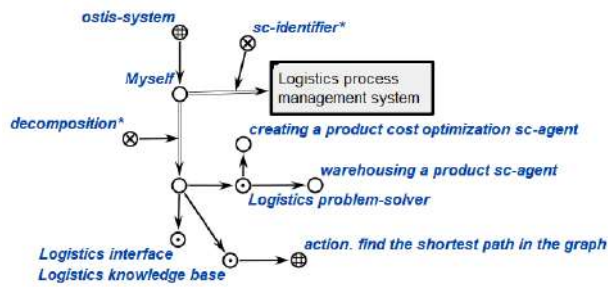 ostis-system
sc-identifier*
Myself
Logistics process
management system
decomposition*
creating a product cost optimization sc-agent
warehousing a product sc-agent
Logistics problem-solver
Logistics interface
Logistics knowledge base
action. find the shortest path in the graph